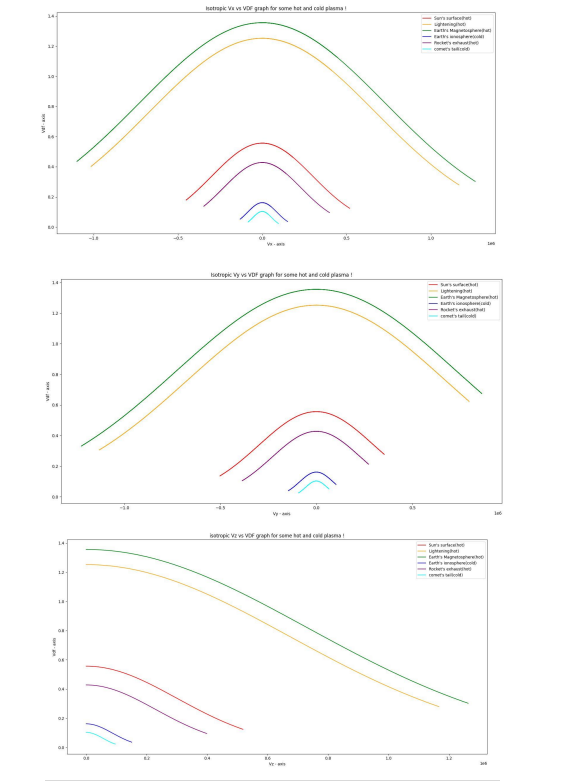 Isotropic Vx vs VDF graph for some hot and cold plasma !
1.4
1.2
1.0
0.8
0.6
0.4
0.2
0.0
Vdf - axis
Sun's surface(hot)
Lightening(hot)
Earth's Magnetosphere(hot)
Earth's ionosphere(cold)
Rocket's exhaust(hot)
comet's tail(cold)
−1.0 −0.5 0.0 0.5 1.0
Vx - axis
1e6
Isotropic Vy vs VDF graph for some hot and cold plasma !
1.4
1.2
1.0
0.8
0.6
0.4
0.2
0.0
Vdf - axis
Sun's surface(hot)
Lightening(hot)
Earth's Magnetosphere(hot)
Earth's ionosphere(cold)
Rocket's exhaust(hot)
comet's tail(cold)
−1.0 −0.5 0.0 0.5
Vy - axis
1e6
Isotropic Vz vs VDF graph for some hot and cold plasma !
1.4
1.2
1.0
0.8
0.6
0.4
0.2
0.0
Vdf - axis
Sun's surface(hot)
Lightening(hot)
Earth's Magnetosphere(hot)
Earth's ionosphere(cold)
Rocket's exhaust(hot)
comet's tail(cold)
0.0 0.2 0.4 0.6 0.8 1.0 1.2
Vz - axis
1e6